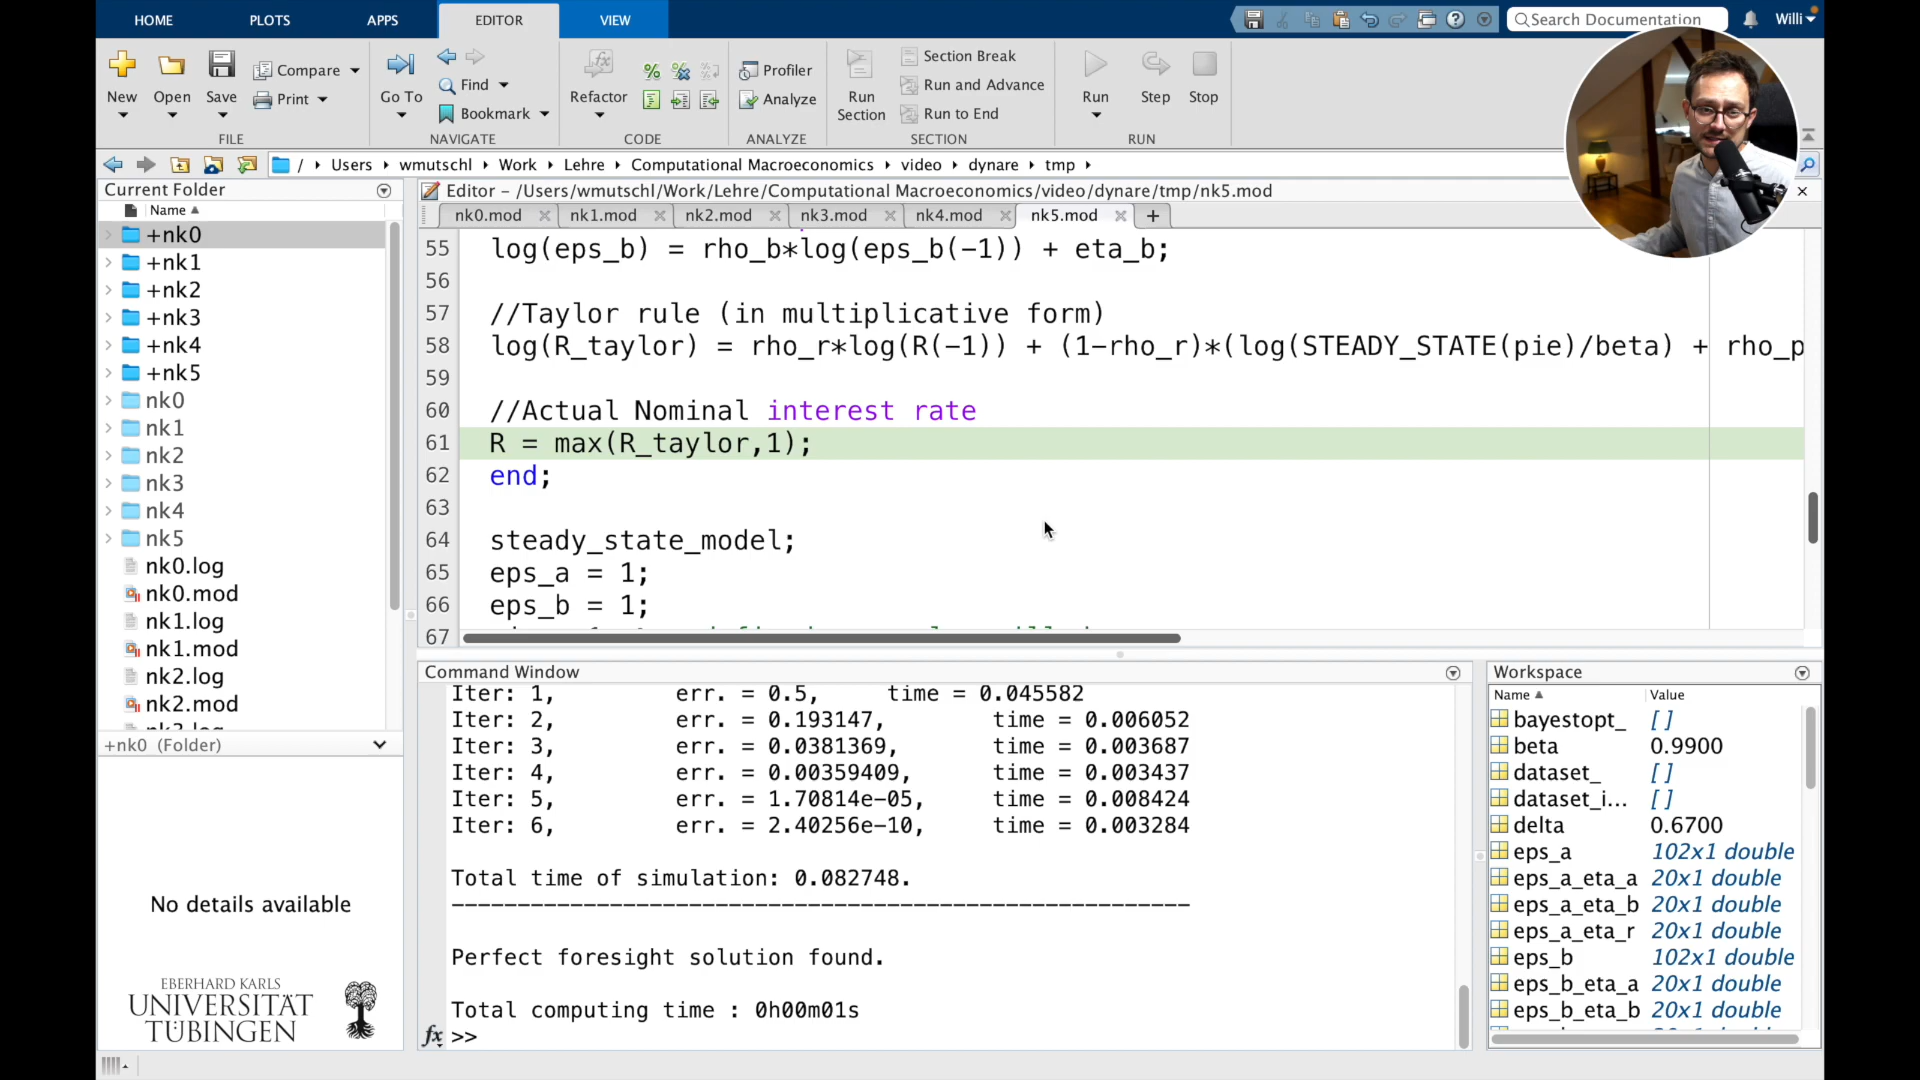 HOME PLOTS APPS EDITOR VIEW
Search Documentation
Willi
New Open Save
Compare
Print
FILE
Go To
Find
Bookmark
NAVIGATE
Refactor
CODE
Profiler
Analyze
ANALYZE
Run Section
Section Break
Run and Advance
Run to End
SECTION
Run Step Stop
RUN
/ Users wmutschl Work Lehre Computational Macroeconomics video dynare tmp
Current Folder
Name
+nk0
+nk1
+nk2
+nk3
+nk4
+nk5
nk0
nk1
nk2
nk3
nk4
nk5
nk0.log
nk0.mod
nk1.log
nk1.mod
nk2.log
nk2.mod
nk3.log
+nk0 (Folder)
No details available
EBERHARD KARLS
UNIVERSITÄT
TÜBINGEN
Editor – /Users/wmutschl/Work/Lehre/Computational Macroeconomics/video/dynare/tmp/nk5.mod
nk0.mod nk1.mod nk2.mod nk3.mod nk4.mod nk5.mod
55 log(eps_b) = rho_b*log(eps_b(-1)) + eta_b;
56
57 //Taylor rule (in multiplicative form)
58 log(R_taylor) = rho_r*log(R(-1)) + (1-rho_r)*(log(STEADY_STATE(pie)/beta) + rho_p
59
60 //Actual Nominal interest rate
61 R = max(R_taylor,1);
62 end;
63
64 steady_state_model;
65 eps_a = 1;
66 eps_b = 1;
67
Command Window
Iter: 1, err. = 0.5, time = 0.045582
Iter: 2, err. = 0.193147, time = 0.006052
Iter: 3, err. = 0.0381369, time = 0.003687
Iter: 4, err. = 0.00359409, time = 0.003437
Iter: 5, err. = 1.70814e-05, time = 0.008424
Iter: 6, err. = 2.40256e-10, time = 0.003284
Total time of simulation: 0.082748.
--------------------------------------------------------
Perfect foresight solution found.
Total computing time : 0h00m01s
fx >>
Workspace
Name Value
bayestopt_ []
beta 0.9900
dataset_ []
dataset_i... []
delta 0.6700
eps_a 102x1 double
eps_a_eta_a 20x1 double
eps_a_eta_b 20x1 double
eps_a_eta_r 20x1 double
eps_b 102x1 double
eps_b_eta_a 20x1 double
eps_b_eta_b 20x1 double